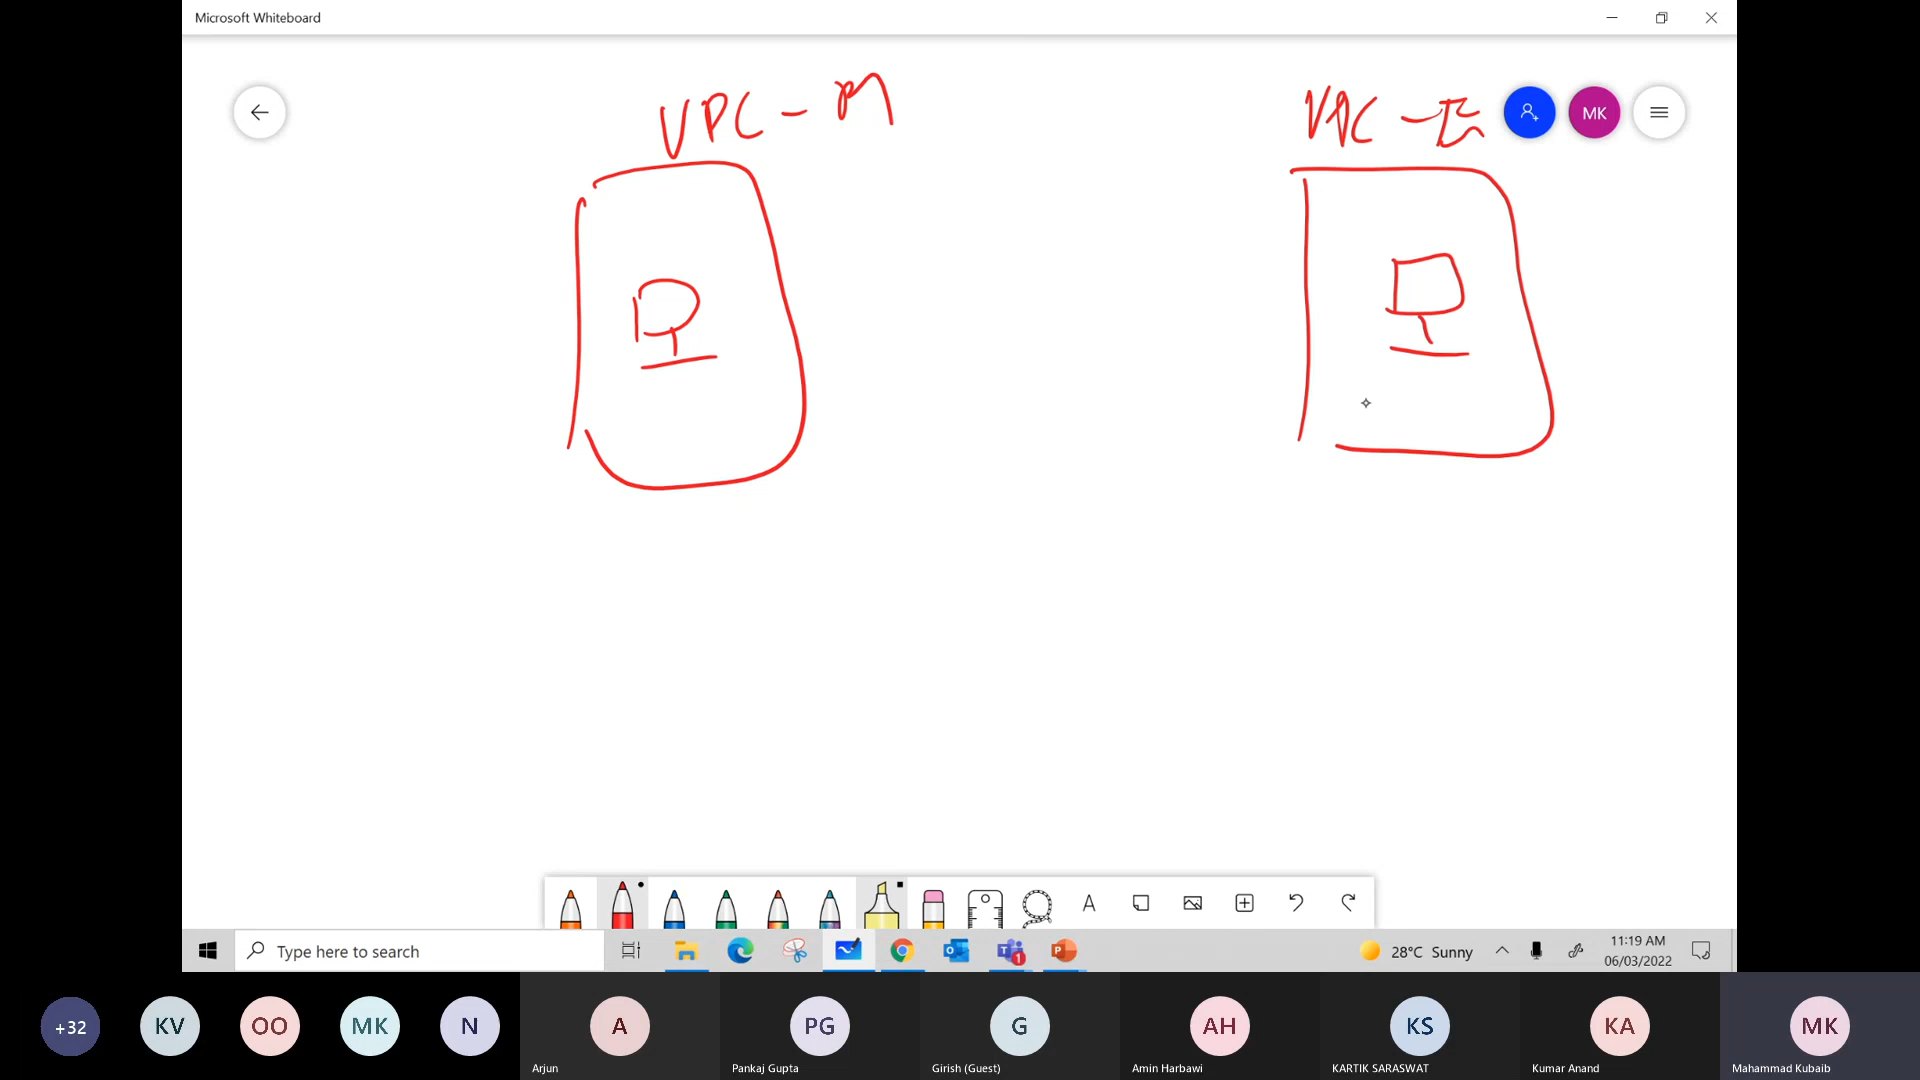 Microsoft Whiteboard
VPC - M
VPC -
MK
A
Type here to search
1
28°C Sunny
11:19 AM
06/03/2022
+32
KV
OO
MK
N
A
PG
G
AH
KS
KA
MK
Arjun
Pankaj Gupta
Girish (Guest)
Amin Harbawi
KARTIK SARASWAT
Kumar Anand
Mahammad Kubaib